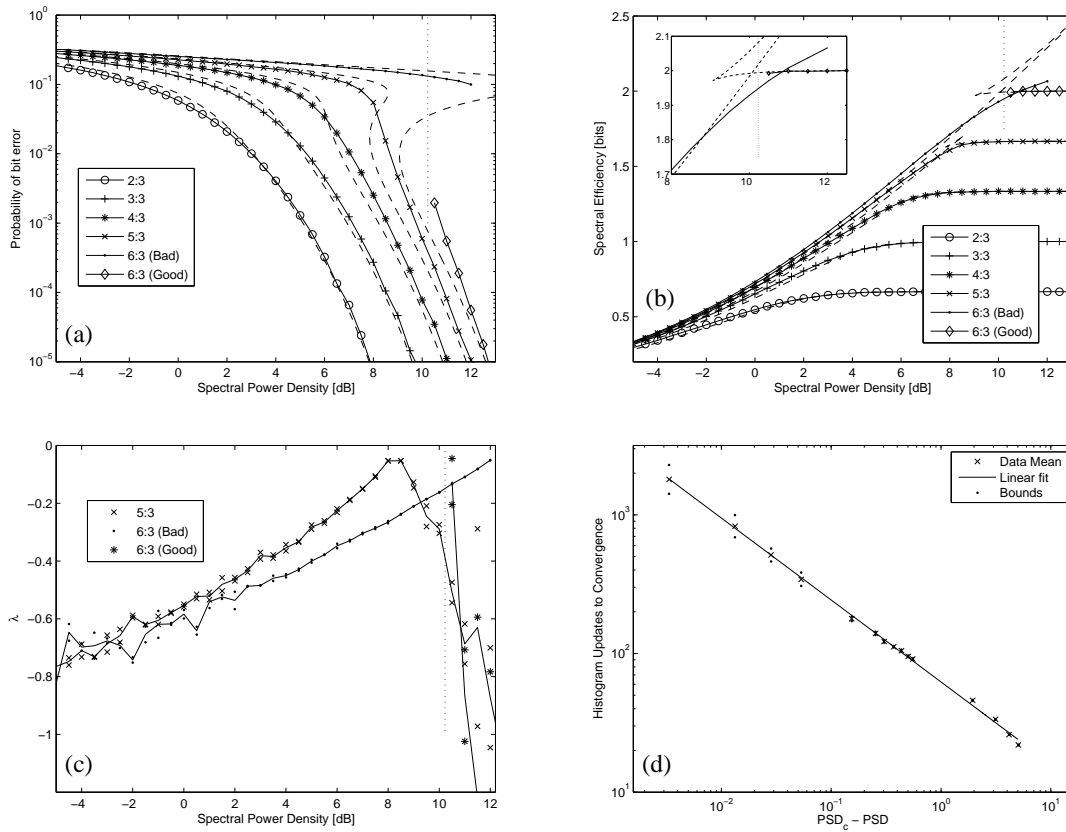 10^0
10^-1
10^-2
10^-3
10^-4
10^-5
Probability of bit error
2:3
3:3
4:3
5:3
6:3 (Bad)
6:3 (Good)
(a)
−4 −2 0 2 4 6 8 10 12
Spectral Power Density [dB]
2.5
2
1.5
1
0.5
Spectral Efficiency [bits]
2.1
2
1.9
1.8
1.7
8 10 12
2:3
3:3
4:3
5:3
6:3 (Bad)
6:3 (Good)
(b)
−4 −2 0 2 4 6 8 10 12
Spectral Power Density [dB]
0
−0.2
−0.4
−0.6
−0.8
−1
λ
5:3
6:3 (Bad)
6:3 (Good)
(c)
−4 −2 0 2 4 6 8 10 12
Spectral Power Density [dB]
10^3
10^2
10^1
Histogram Updates to Convergence
Data Mean
Linear fit
Bounds
(d)
10^-2 10^-1 10^0 10^1
PSD_c − PSD